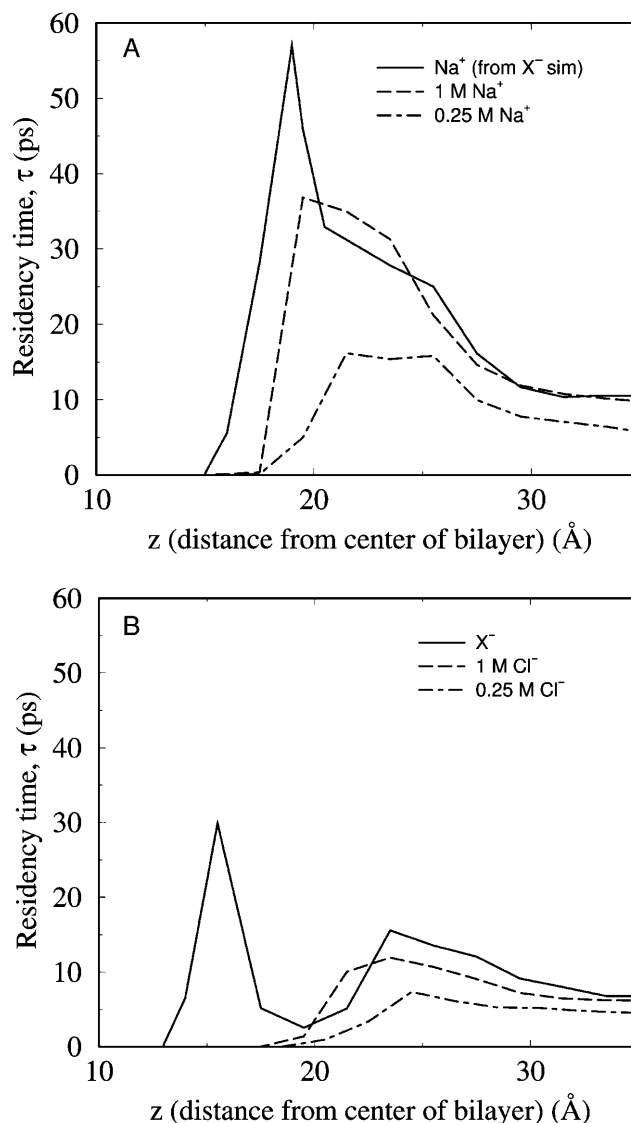 60
A
Na⁺ (from X⁻ sim)
1 M Na⁺
0.25 M Na⁺
50
40
30
20
10
0
Residency time, τ (ps)
10 20 30
z (distance from center of bilayer) (Å)
60
B
X⁻
1 M Cl⁻
0.25 M Cl⁻
50
40
30
20
10
0
Residency time, τ (ps)
10 20 30
z (distance from center of bilayer) (Å)